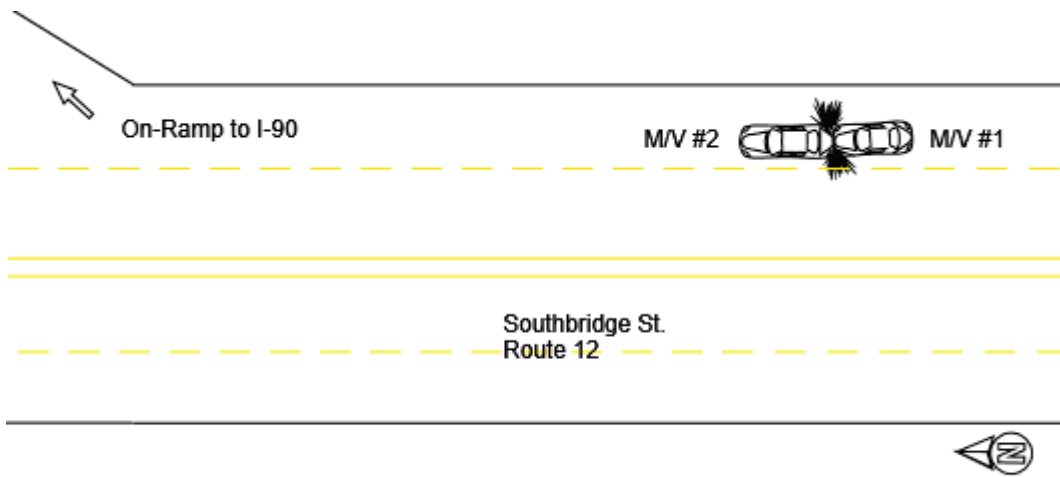 On-Ramp to I-90
M/V #2
M/V #1
Southbridge St.
Route 12
N